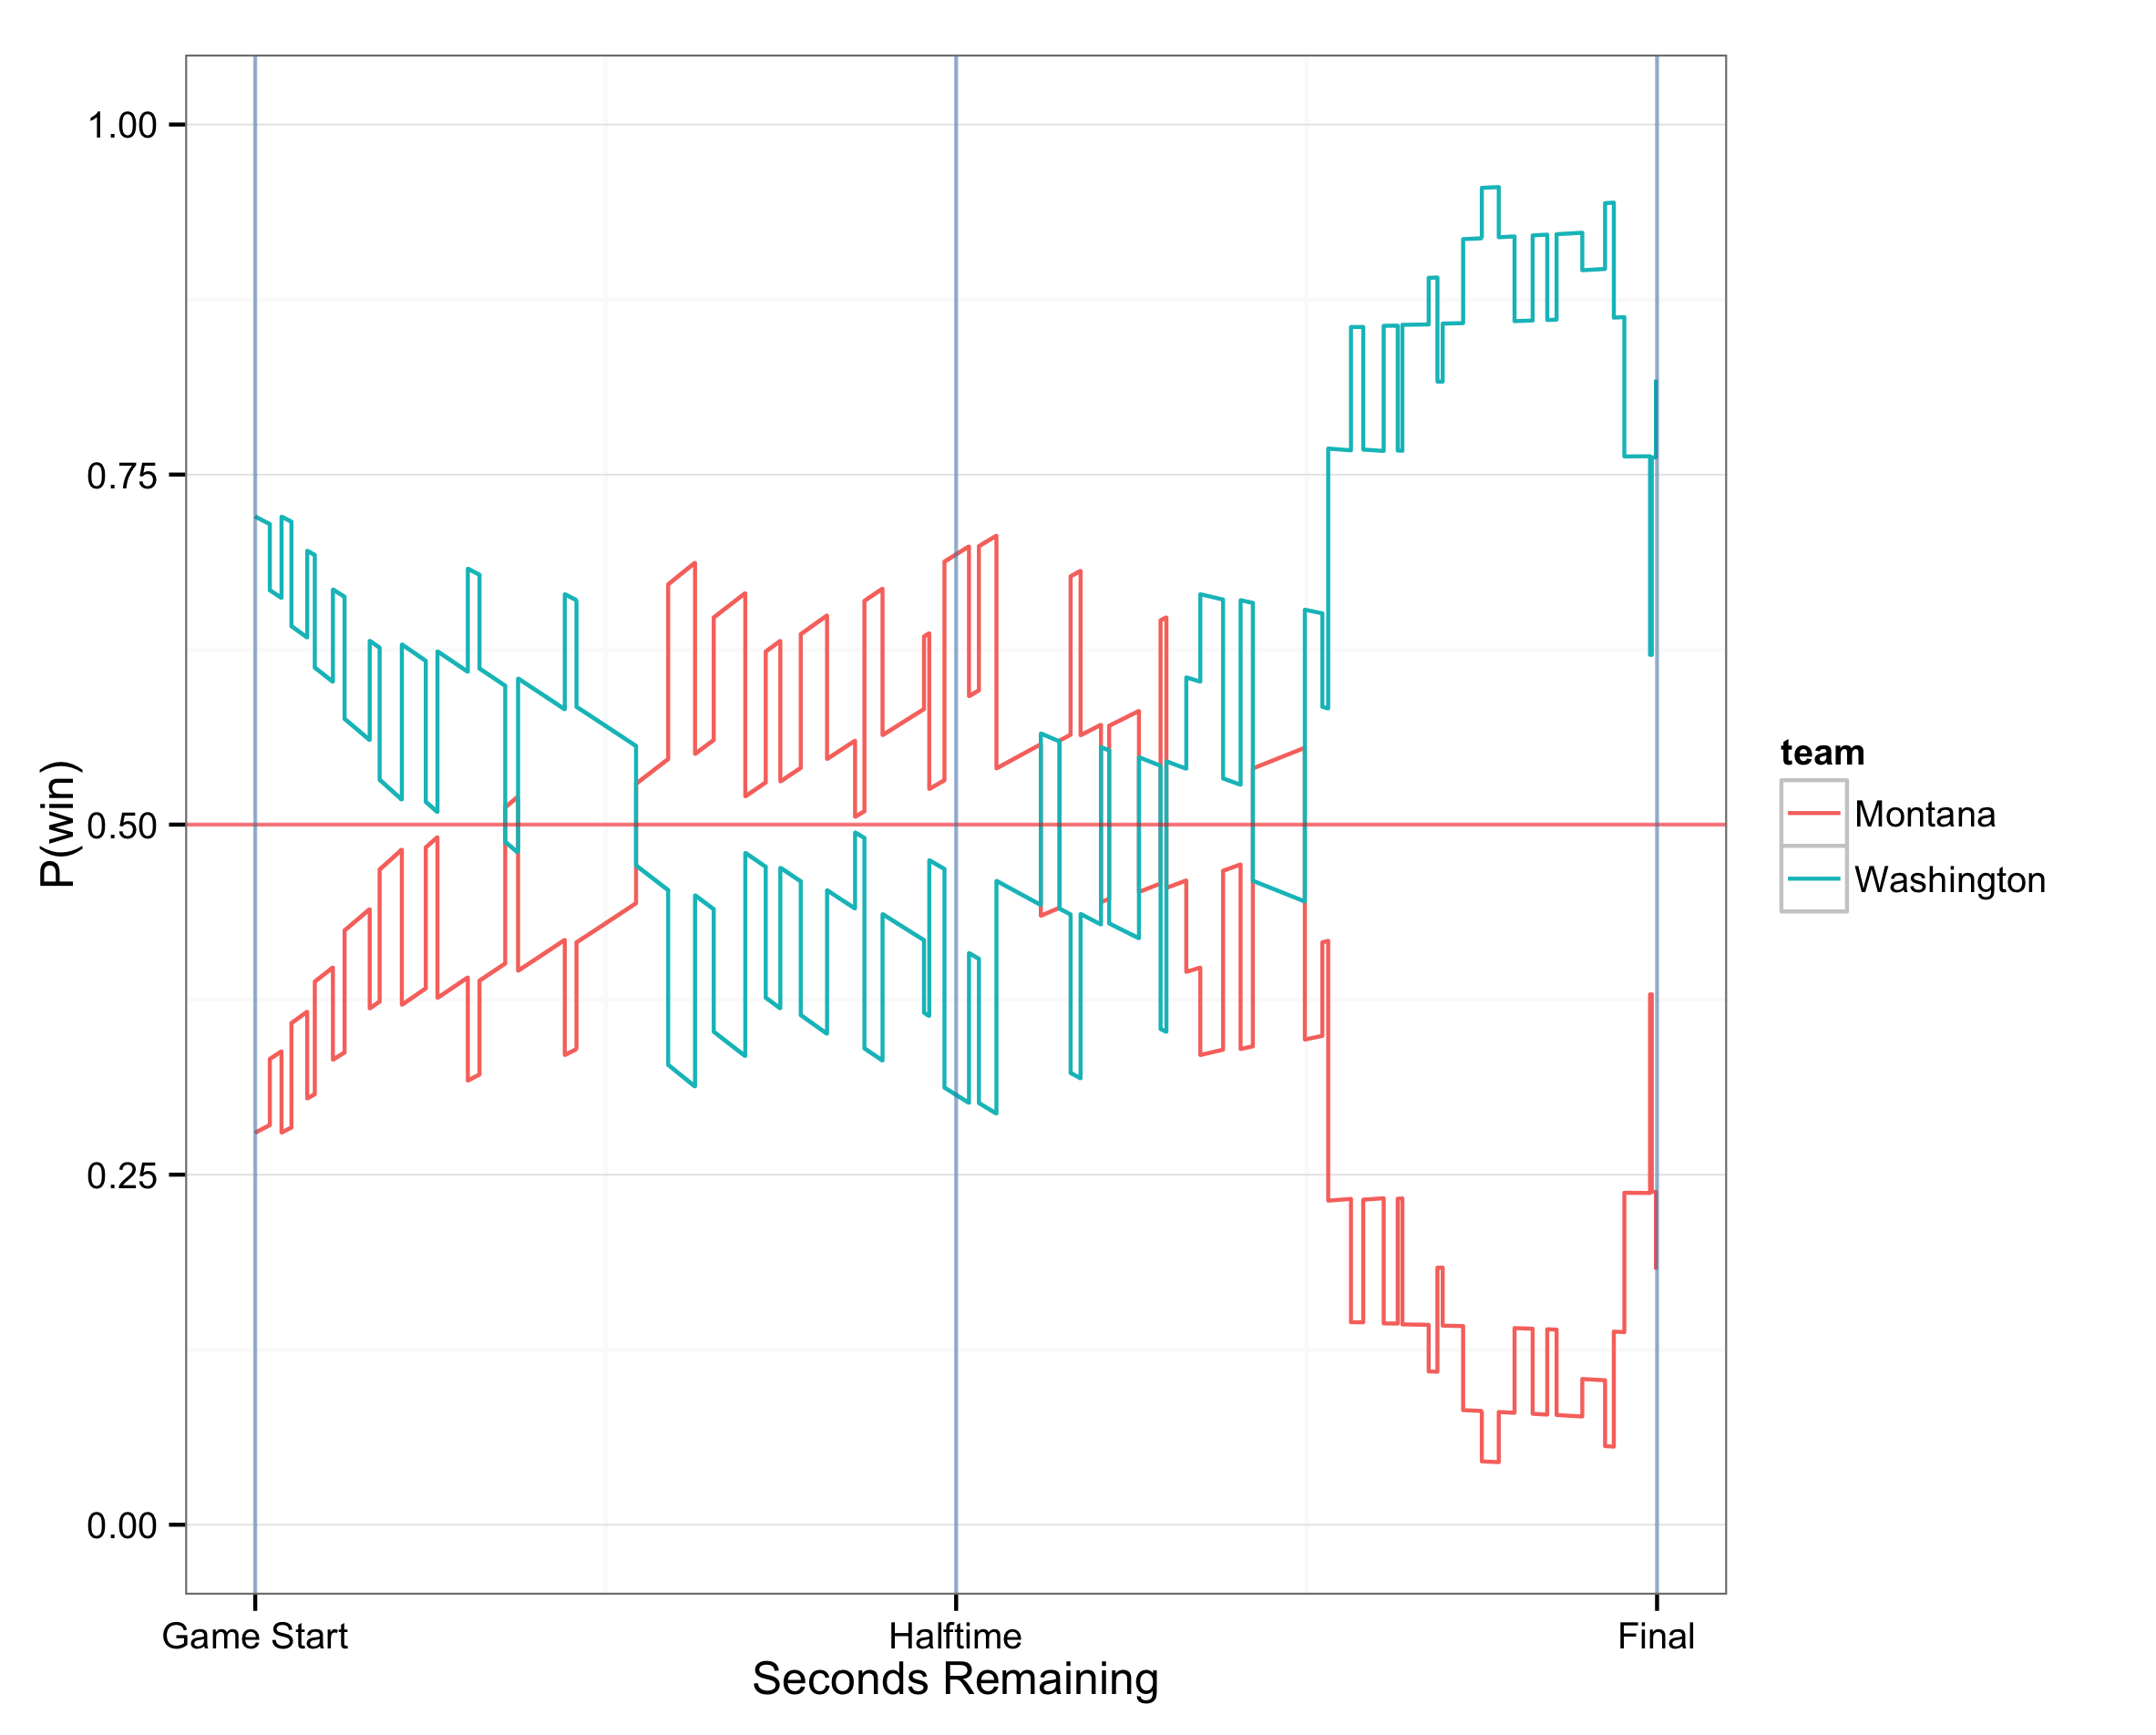 P(win)
1.00
0.75
0.50
0.25
0.00
Game Start
Halftime
Final
Seconds Remaining
team
Montana
Washington